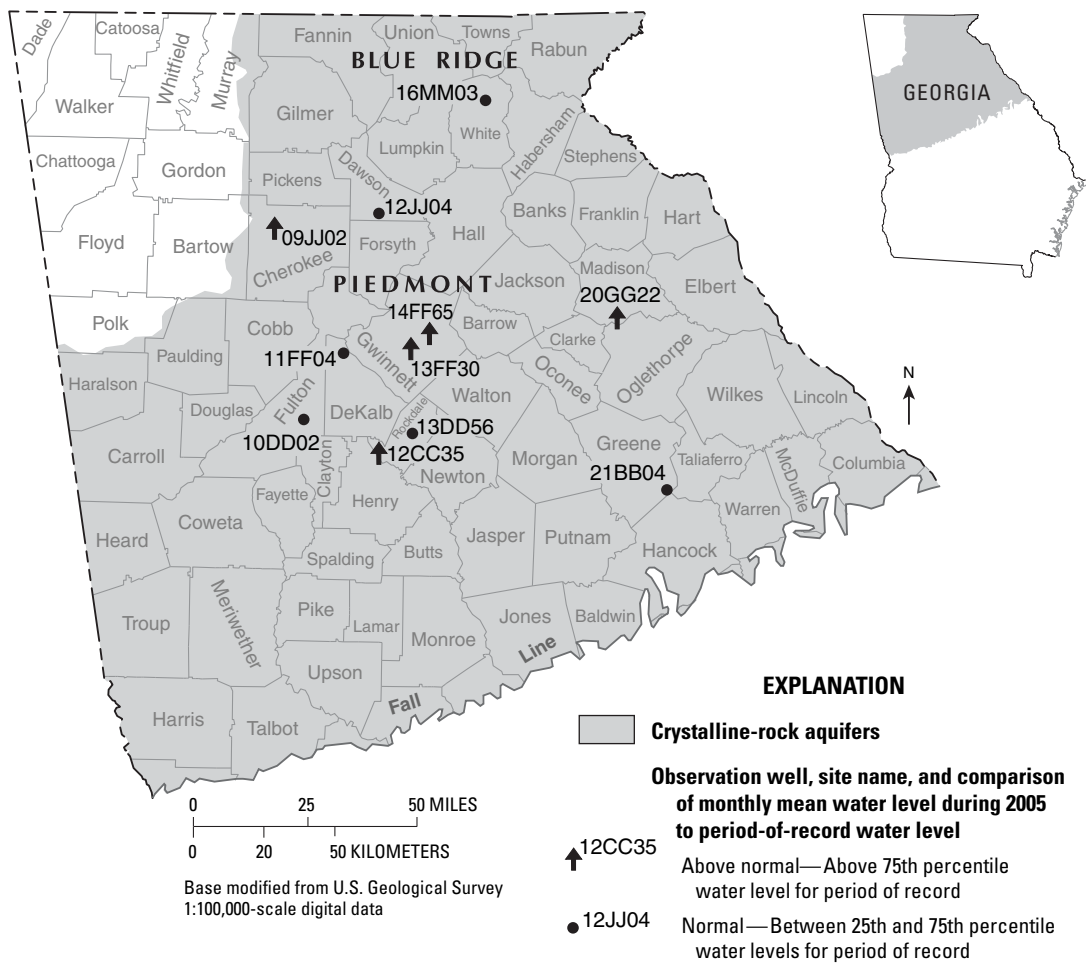 Dade
Catoosa
Whitfield
Murray
Fannin
Union
Towns
Rabun
BLUE RIDGE
16MM03
Walker
Gilmer
White
Habersham
Lumpkin
Stephens
Chattooga
Gordon
Pickens
Dawson
12JJ04
Banks
Franklin
Hart
Floyd
Bartow
09JJ02
Forsyth
Hall
Cherokee
Jackson
Madison
Elbert
PIEDMONT
20GG22
14FF65
Polk
Cobb
Barrow
Clarke
Paulding
11FF04
Gwinnett
13FF30
Oconee
Oglethorpe
Haralson
Douglas
Fulton
DeKalb
Rockdale
Walton
Wilkes
Lincoln
10DD02
13DD56
12CC35
Carroll
Clayton
Newton
Morgan
Greene
Taliaferro
McDuffie
Columbia
21BB04
Fayette
Henry
Warren
Coweta
Heard
Spalding
Butts
Jasper
Putnam
Hancock
Troup
Meriwether
Pike
Lamar
Monroe
Jones
Baldwin
Upson
Fall Line
Harris
Talbot
GEORGIA
N
0 25 50 MILES
0 20 50 KILOMETERS
Base modified from U.S. Geological Survey
1:100,000-scale digital data
EXPLANATION
Crystalline-rock aquifers
Observation well, site name, and comparison
of monthly mean water level during 2005
to period-of-record water level
12CC35
Above normal—Above 75th percentile
water level for period of record
12JJ04
Normal—Between 25th and 75th percentile
water levels for period of record